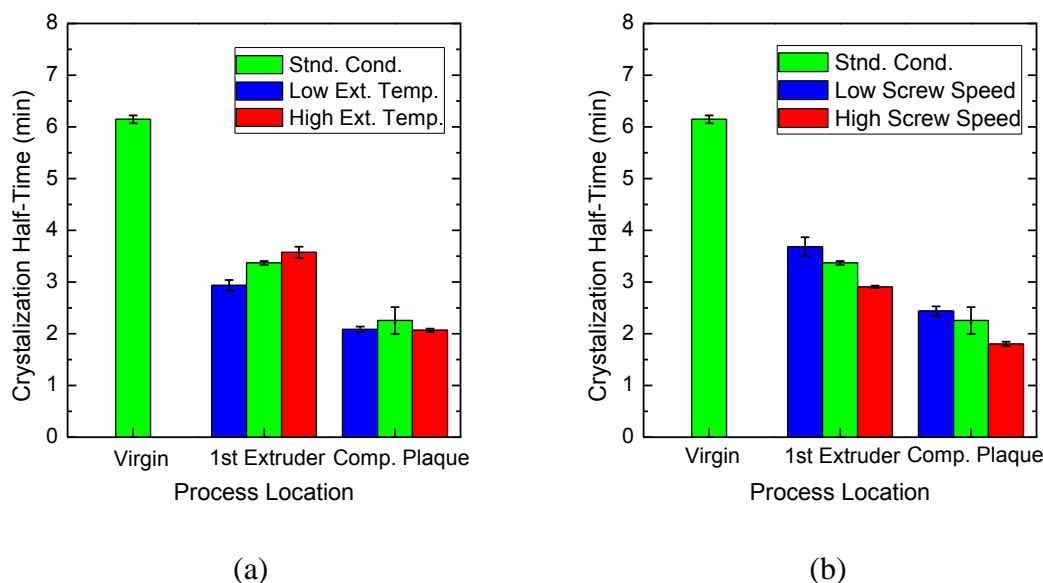 8
7
6
5
4
3
2
1
0
Crystalization Half-Time (min)
Stnd. Cond.
Low Ext. Temp.
High Ext. Temp.
Virgin 1st Extruder Comp. Plaque
Process Location
(a)
8
7
6
5
4
3
2
1
0
Crystalization Half-Time (min)
Stnd. Cond.
Low Screw Speed
High Screw Speed
Virgin 1st Extruder Comp. Plaque
Process Location
(b)